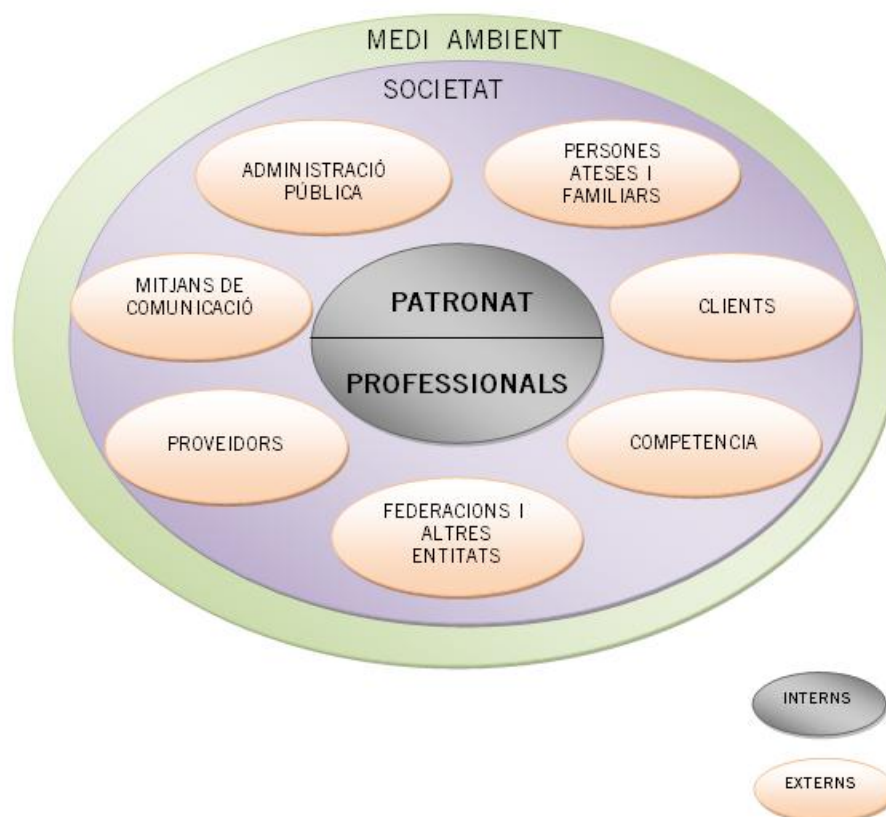 MEDI AMBIENT
SOCIETAT
ADMINISTRACIÓ
PÚBLICA
PERSONES
ATESES I
FAMILIARS
MITJANS DE
COMUNICACIÓ
PATRONAT
PROFESSIONALS
CLIENTS
PROVEIDORS
COMPETENCIA
FEDERACIONS I
ALTRES
ENTITATS
INTERNS
EXTERNS